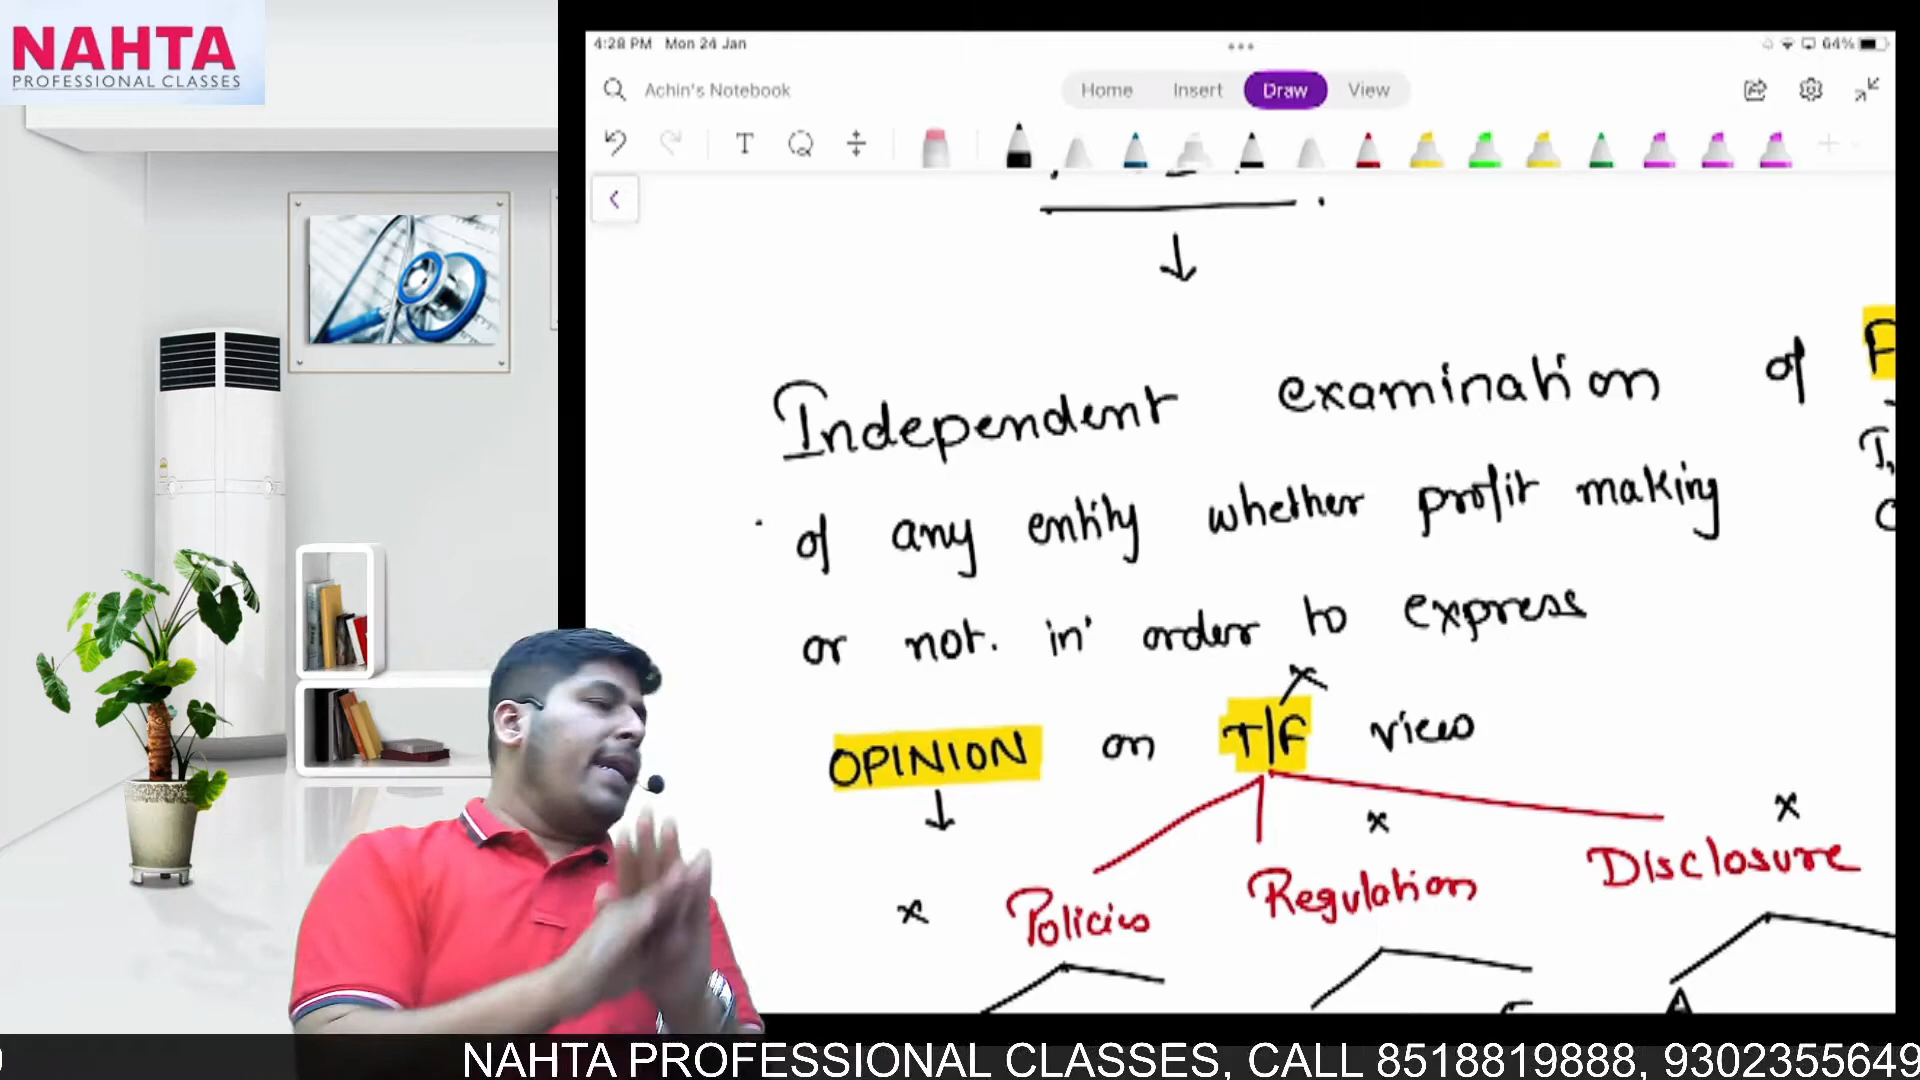 NAHTA
PROFESSIONAL CLASSES
4:28 PM Mon 24 Jan
64%
Achin's Notebook
Home Insert Draw View
T
Independent examination of
of any entity whether profit making
or not. in order to express
OPINION on T/F view
Policies Regulation Disclosure
NAHTA PROFESSIONAL CLASSES, CALL 8518819888, 9302355649